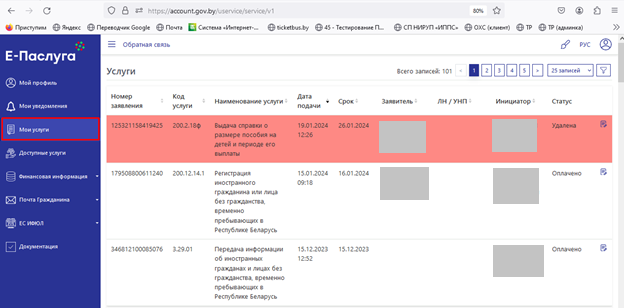 https://account.gov.by/uservice/service/v1
80%
Приступим Яндекс Переводчик Google Почта Система «Интернет-... ticketbus.by 45 - Тестирование П... СП НИРУП «ИППС» ОХС (клиент) ТР ТР (админка)
Е-Паслуга
Обратная связь
РУС
Мой профиль
Мои уведомления
Мои услуги
Доступные услуги
Финансовая информация
Почта Гражданина
ЕС ИФЮЛ
Документация
Услуги
Всего записей: 101 < 1 2 3 4 5 > 25 записей
Номер заявления Код услуги Наименование услуги Дата подачи Срок Заявитель ЛН / УНП Инициатор Статус
125321158419425 200.2.18ф Выдача справки о 19.01.2024 26.01.2024 Удалена
размере пособия на 12:26
детей и периоде его
выплаты
179508800611240 200.12.14.1 Регистрация 15.01.2024 16.01.2024 Оплачено
иностранного 09:18
гражданина или лица
без гражданства,
временно
пребывающих в
Республике Беларусь
346812100085076 3.29.01 Передача информации 15.12.2023 15.12.2023 Оплачено
об иностранных 12:52
гражданах и лицах без
гражданства, временно
пребывающих в
Республике Беларусь